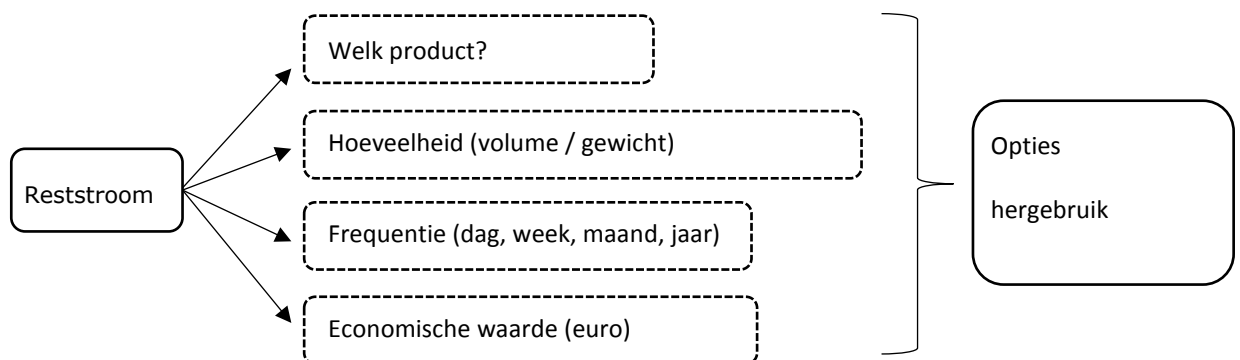 Reststroom
Welk product?
Hoeveelheid (volume / gewicht)
Frequentie (dag, week, maand, jaar)
Economische waarde (euro)
Opties
hergebruik